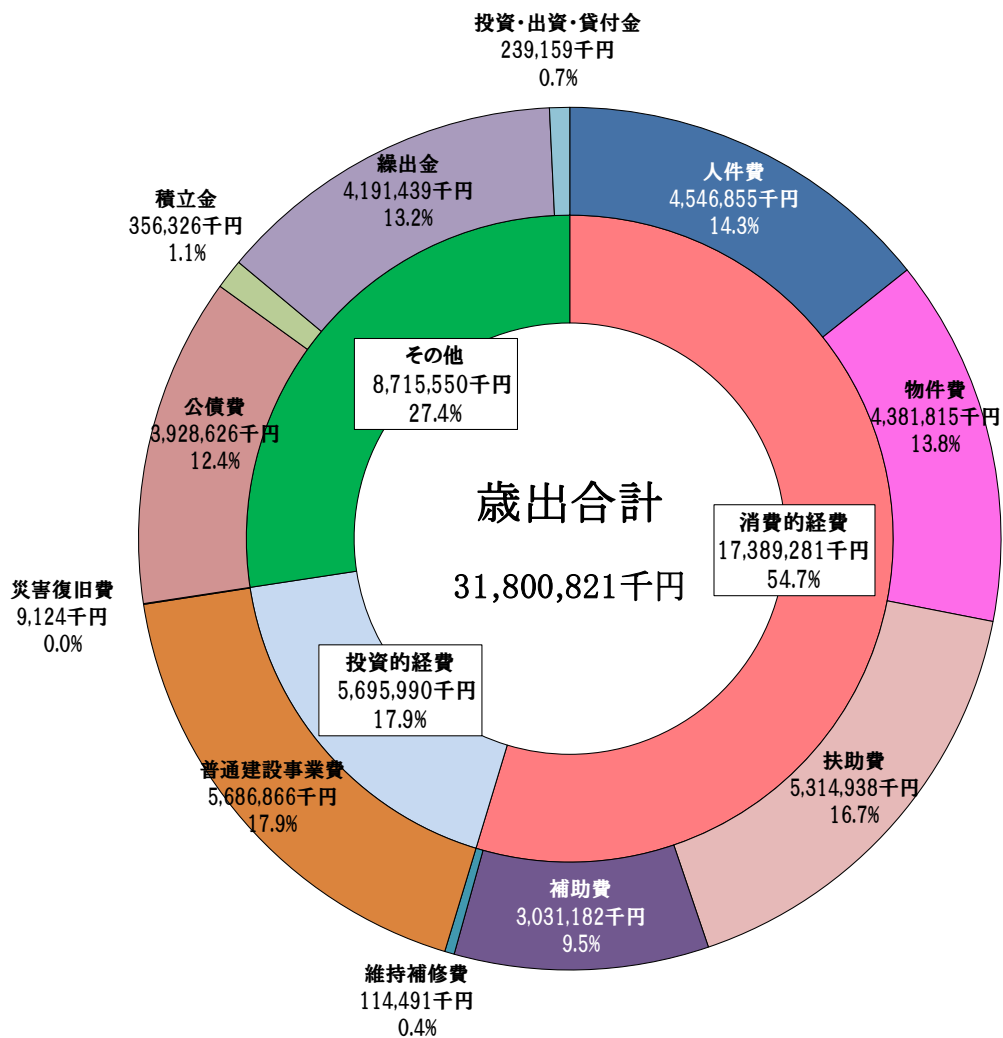 投資・出資・貸付金
239,159千円
0.7%
人件費
4,546,855千円
14.3%
繰出金
4,191,439千円
13.2%
積立金
356,326千円
1.1%
その他
8,715,550千円
27.4%
物件費
4,381,815千円
13.8%
公債費
3,928,626千円
12.4%
歳出合計
31,800,821千円
消費的経費
17,389,281千円
54.7%
災害復旧費
9,124千円
0.0%
投資的経費
5,695,990千円
17.9%
普通建設事業費
5,686,866千円
17.9%
扶助費
5,314,938千円
16.7%
補助費
3,031,182千円
9.5%
維持補修費
114,491千円
0.4%